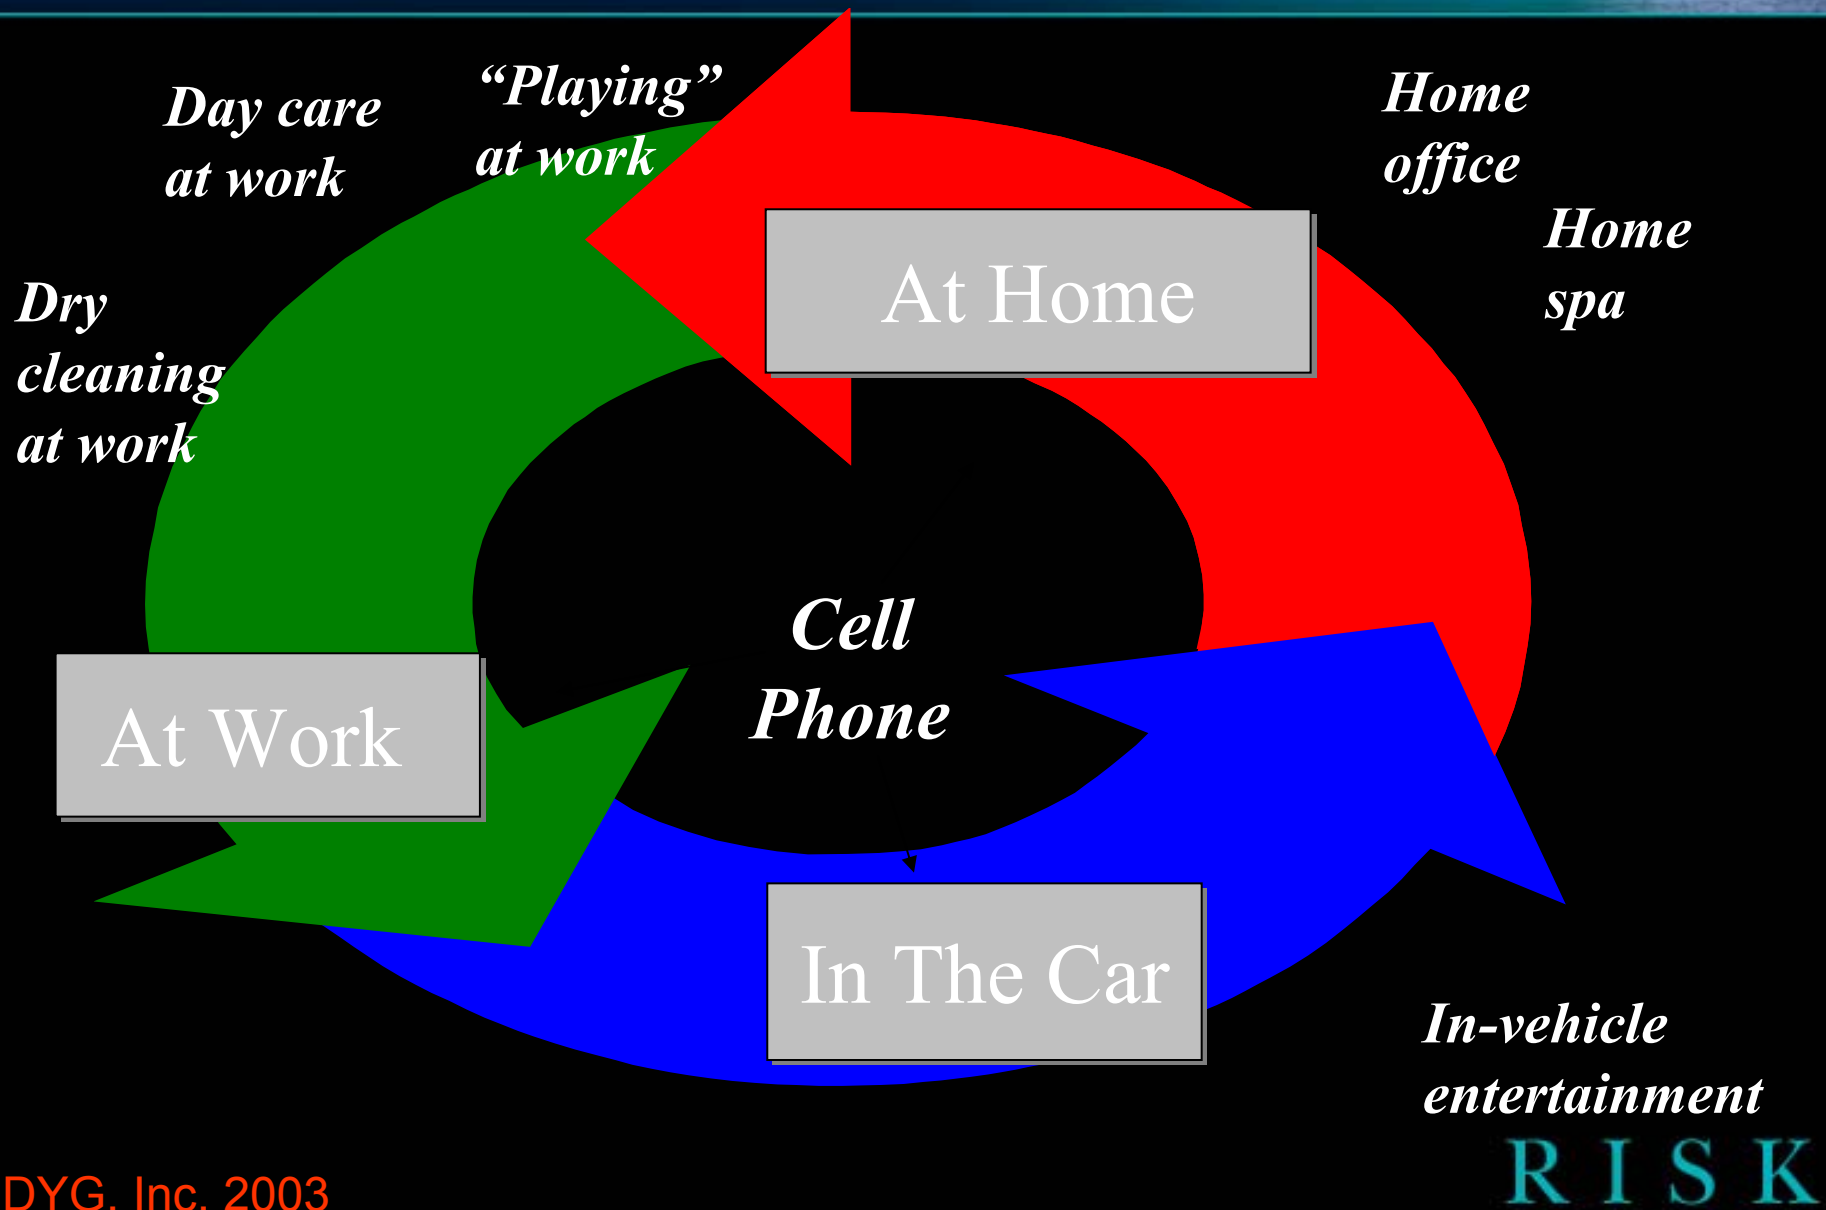 Day care
at work
“Playing”
at work
Home
office
Home
spa
Dry
cleaning
at work
At Home
Cell
Phone
At Work
In The Car
In-vehicle
entertainment
RISK
DYG, Inc. 2003